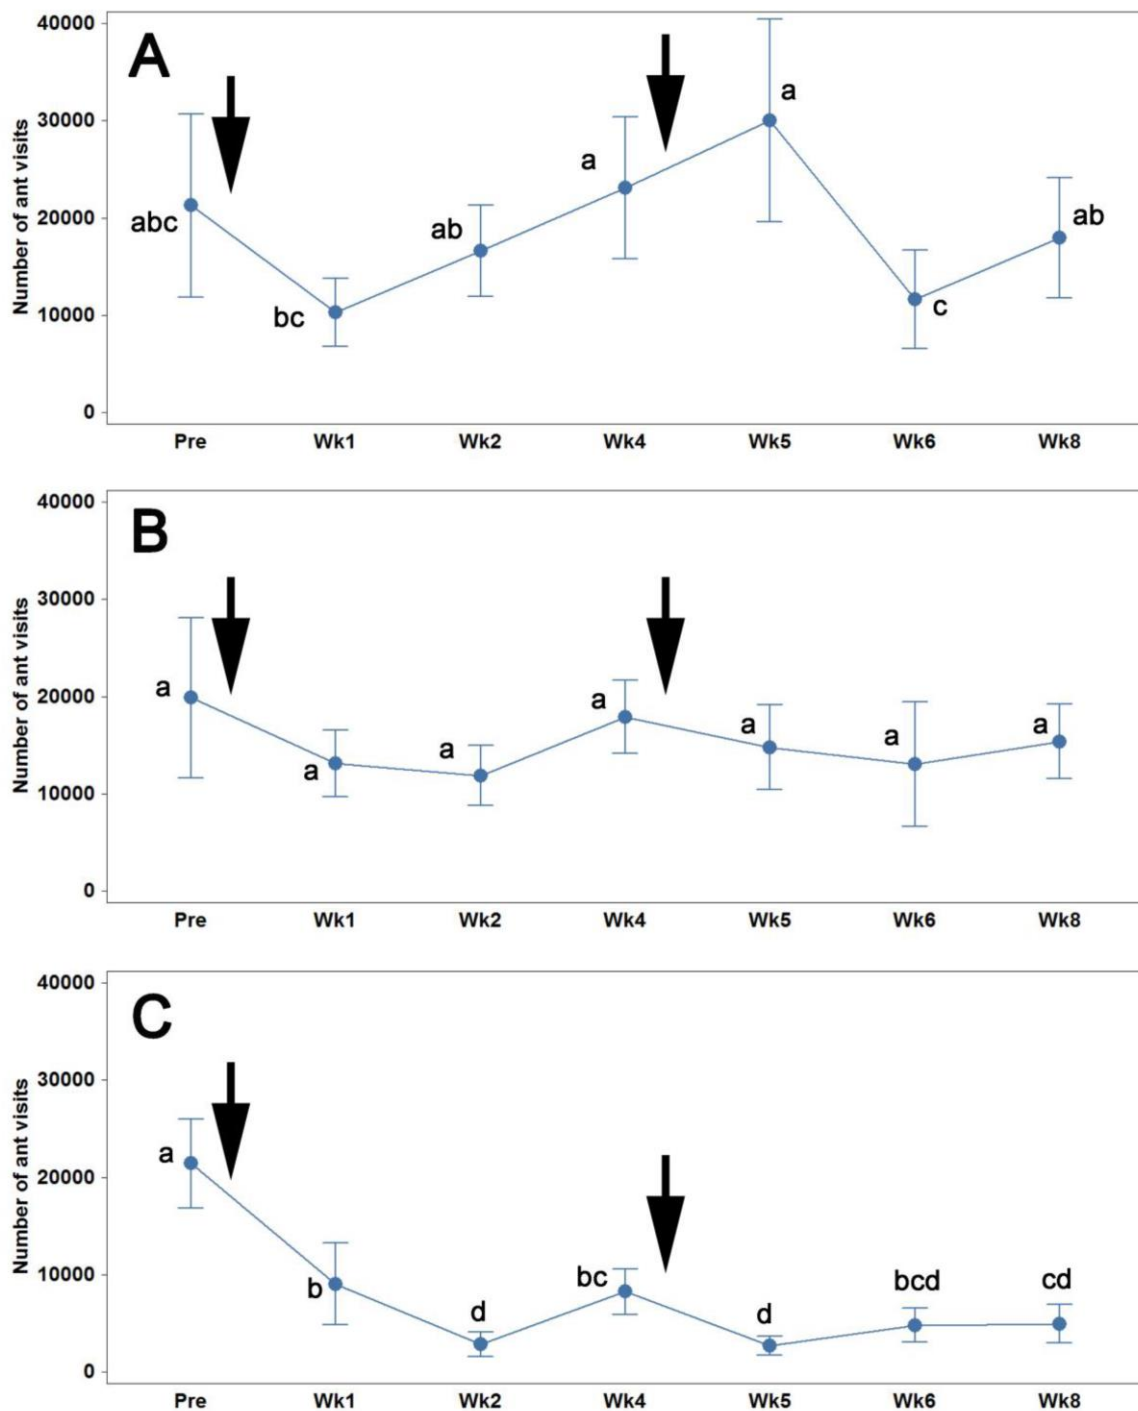 A
Number of ant visits
40000
30000
20000
10000
0
abc
bc
ab
a
a
c
ab
Pre Wk1 Wk2 Wk4 Wk5 Wk6 Wk8
B
Number of ant visits
40000
30000
20000
10000
0
a
a
a
a
a
a
a
Pre Wk1 Wk2 Wk4 Wk5 Wk6 Wk8
C
Number of ant visits
40000
30000
20000
10000
0
a
b
d
bc
d
bcd
cd
Pre Wk1 Wk2 Wk4 Wk5 Wk6 Wk8